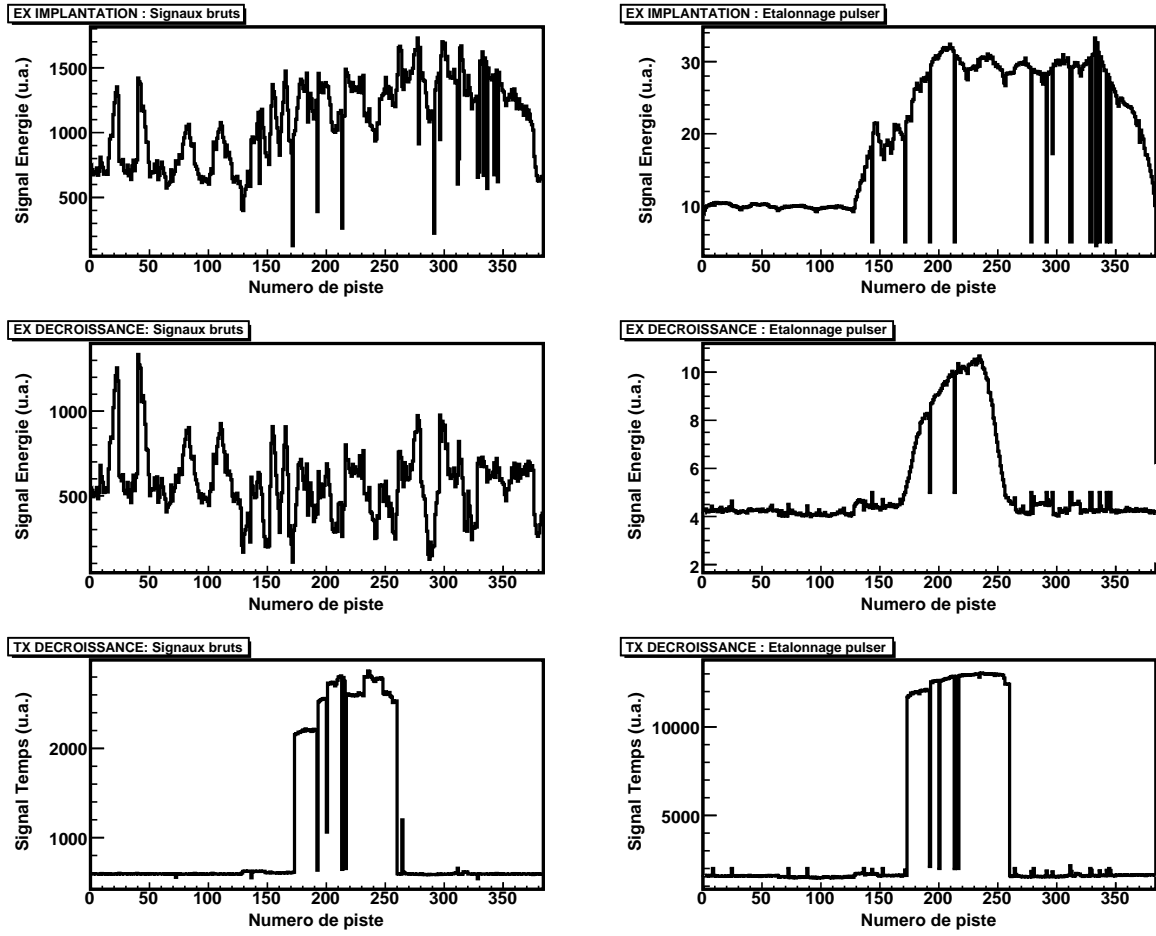 EX IMPLANTATION : Signaux bruts
Signal Energie (u.a.)
1500
1000
500
0 50 100 150 200 250 300 350
Numero de piste
EX IMPLANTATION : Etalonnage pulser
Signal Energie (u.a.)
30
20
10
0 50 100 150 200 250 300 350
Numero de piste
EX DECROISSANCE: Signaux bruts
Signal Energie (u.a.)
1000
500
0 50 100 150 200 250 300 350
Numero de piste
EX DECROISSANCE : Etalonnage pulser
Signal Energie (u.a.)
10
8
6
4
2
0 50 100 150 200 250 300 350
Numero de piste
TX DECROISSANCE: Signaux bruts
Signal Temps (u.a.)
2000
1000
0 50 100 150 200 250 300 350
Numero de piste
TX DECROISSANCE : Etalonnage pulser
Signal Temps (u.a.)
10000
5000
0 50 100 150 200 250 300 350
Numero de piste